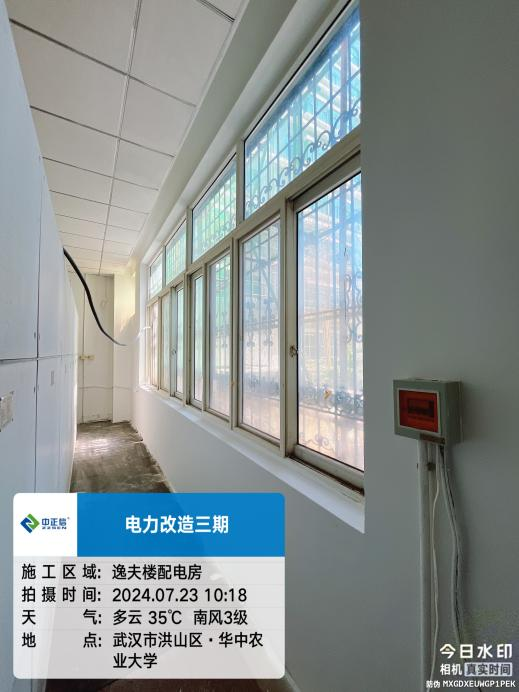 中正信®
ZZSCN
电力改造三期
施工区域: 逸夫楼配电房
拍摄时间: 2024.07.23 10:18
天 气: 多云 35℃ 南风3级
地 点: 武汉市洪山区·华中农
业大学
今日水印
相机 真实时间
防伪 MXGDXEUWGP1PEK